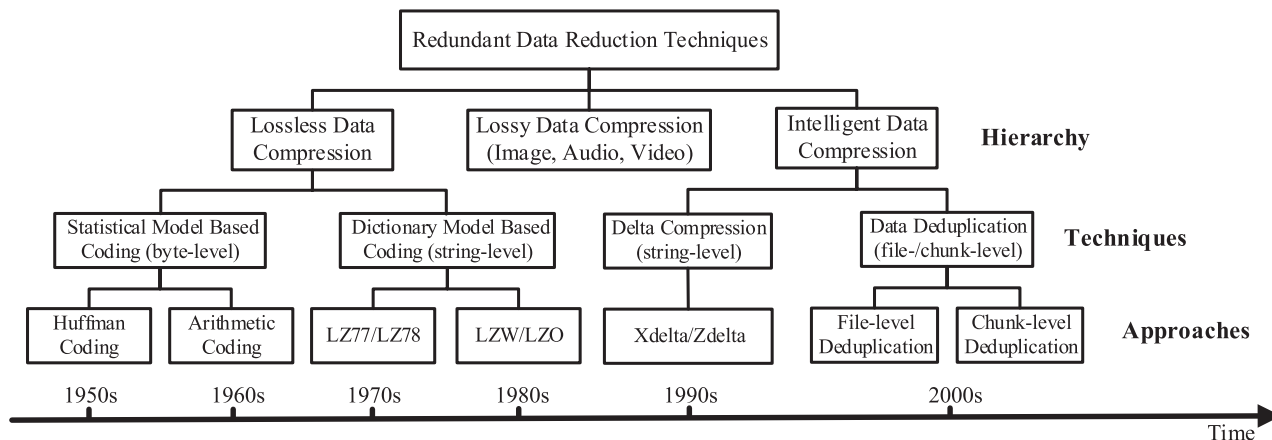 Redundant Data Reduction Techniques
Lossless Data
Compression
Lossy Data Compression
(Image, Audio, Video)
Intelligent Data
Compression
Hierarchy
Statistical Model Based
Coding (byte-level)
Dictionary Model Based
Coding (string-level)
Delta Compression
(string-level)
Data Deduplication
(file-/chunk-level)
Techniques
Huffman
Coding
Arithmetic
Coding
LZ77/LZ78
LZW/LZO
Xdelta/Zdelta
File-level
Deduplication
Chunk-level
Deduplication
Approaches
1950s
1960s
1970s
1980s
1990s
2000s
Time